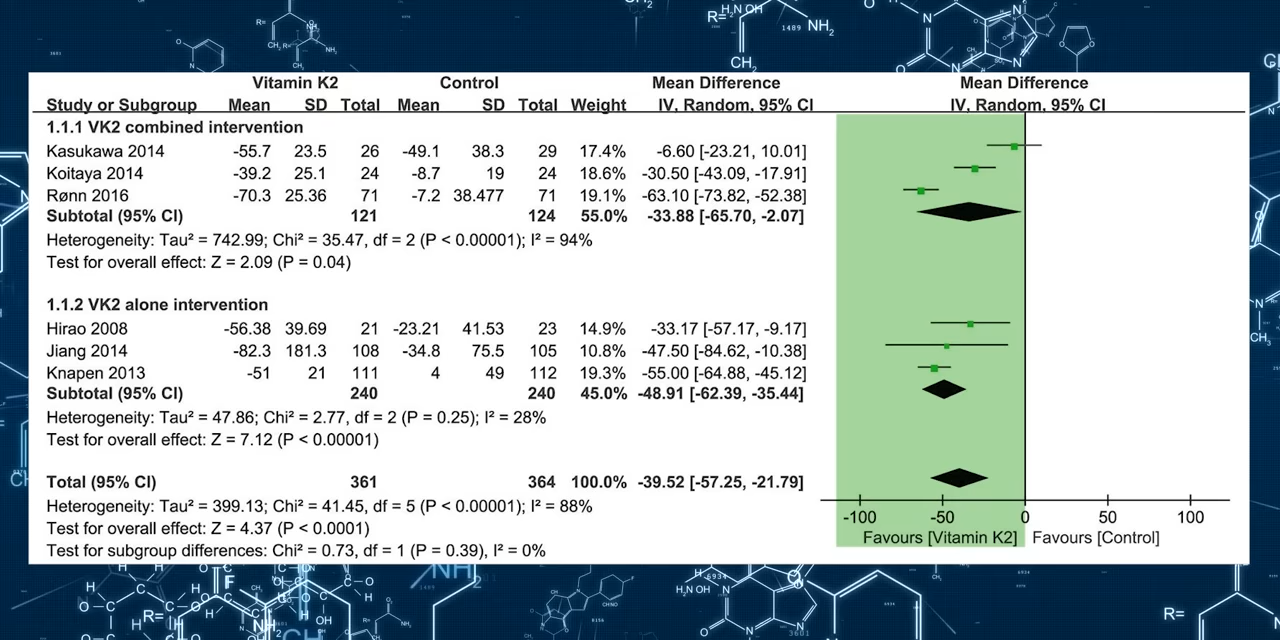 Vitamin K2 Control Mean Difference Mean Difference
Study or Subgroup Mean SD Total Mean SD Total Weight IV, Random, 95% CI IV, Random, 95% CI
1.1.1 VK2 combined intervention
Kasukawa 2014 -55.7 23.5 26 -49.1 38.3 29 17.4% -6.60 [-23.21, 10.01]
Koitaya 2014 -39.2 25.1 24 -8.7 19 24 18.6% -30.50 [-43.09, -17.91]
Rønn 2016 -70.3 25.36 71 -7.2 38.477 71 19.1% -63.10 [-73.82, -52.38]
Subtotal (95% CI) 121 124 55.0% -33.88 [-65.70, -2.07]
Heterogeneity: Tau² = 742.99; Chi² = 35.47, df = 2 (P < 0.00001); I² = 94%
Test for overall effect: Z = 2.09 (P = 0.04)
1.1.2 VK2 alone intervention
Hirao 2008 -56.38 39.69 21 -23.21 41.53 23 14.9% -33.17 [-57.17, -9.17]
Jiang 2014 -82.3 181.3 108 -34.8 75.5 105 10.8% -47.50 [-84.62, -10.38]
Knapen 2013 -51 21 111 4 49 112 19.3% -55.00 [-64.88, -45.12]
Subtotal (95% CI) 240 240 45.0% -48.91 [-62.39, -35.44]
Heterogeneity: Tau² = 47.86; Chi² = 2.77, df = 2 (P = 0.25); I² = 28%
Test for overall effect: Z = 7.12 (P < 0.00001)
Total (95% CI) 361 364 100.0% -39.52 [-57.25, -21.79]
Heterogeneity: Tau² = 399.13; Chi² = 41.45, df = 5 (P < 0.00001); I² = 88%
Test for overall effect: Z = 4.37 (P < 0.0001)
Test for subgroup differences: Chi² = 0.73, df = 1 (P = 0.39), I² = 0%
-100 -50 0 50 100
Favours [Vitamin K2] Favours [Control]